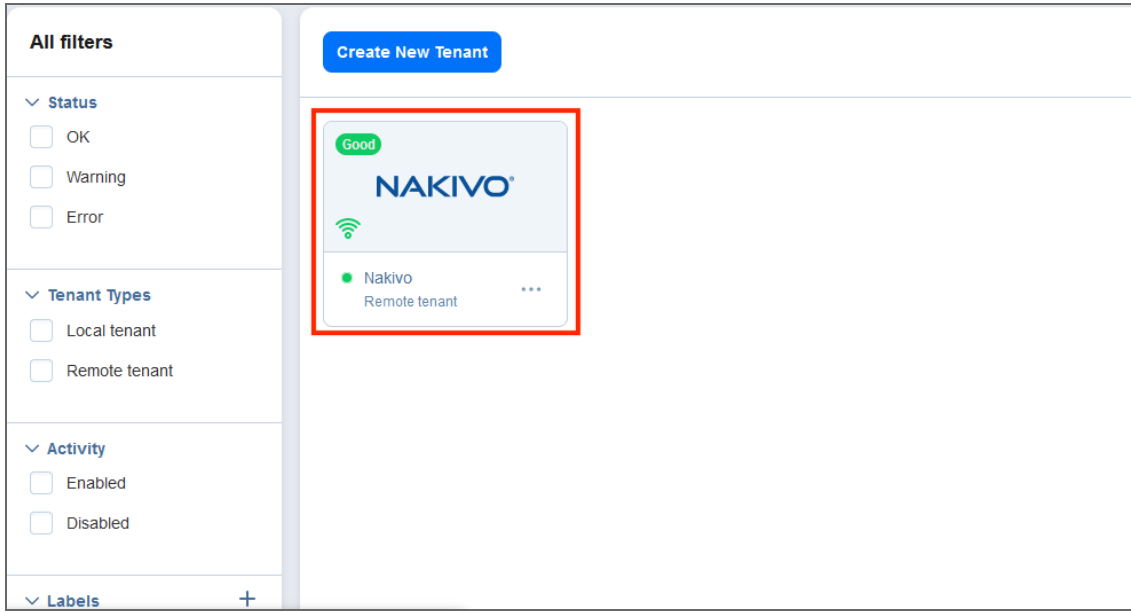 All filters
Status
OK
Warning
Error
Tenant Types
Local tenant
Remote tenant
Activity
Enabled
Disabled
Labels
Create New Tenant
Good
NAKIVO®
Nakivo
Remote tenant